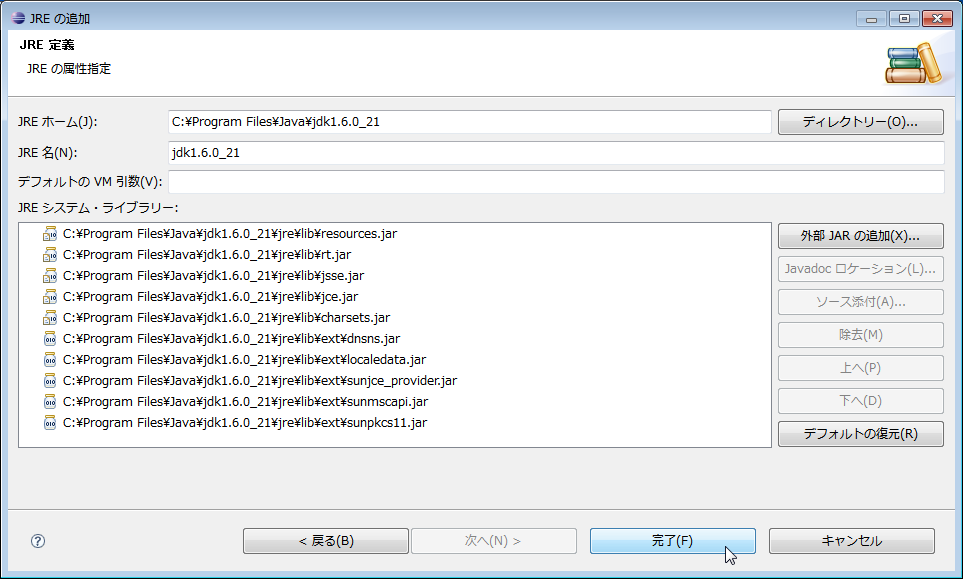 JRE の追加
JRE 定義
JRE の属性指定
JRE ホーム(J):
C:¥Program Files¥Java¥jdk1.6.0_21
ディレクトリー(O)...
JRE 名(N):
jdk1.6.0_21
デフォルトの VM 引数(V):
JRE システム・ライブラリー:
C:¥Program Files¥Java¥jdk1.6.0_21¥jre¥lib¥resources.jar
C:¥Program Files¥Java¥jdk1.6.0_21¥jre¥lib¥rt.jar
C:¥Program Files¥Java¥jdk1.6.0_21¥jre¥lib¥jsse.jar
C:¥Program Files¥Java¥jdk1.6.0_21¥jre¥lib¥jce.jar
C:¥Program Files¥Java¥jdk1.6.0_21¥jre¥lib¥charsets.jar
C:¥Program Files¥Java¥jdk1.6.0_21¥jre¥lib¥ext¥dnsns.jar
C:¥Program Files¥Java¥jdk1.6.0_21¥jre¥lib¥ext¥localedata.jar
C:¥Program Files¥Java¥jdk1.6.0_21¥jre¥lib¥ext¥sunjce_provider.jar
C:¥Program Files¥Java¥jdk1.6.0_21¥jre¥lib¥ext¥sunmscapi.jar
C:¥Program Files¥Java¥jdk1.6.0_21¥jre¥lib¥ext¥sunpkcs11.jar
外部 JAR の追加(X)...
Javadoc ロケーション(L)...
ソース添付(A)...
除去(M)
上へ(P)
下へ(D)
デフォルトの復元(R)
< 戻る(B)
次へ(N) >
完了(F)
キャンセル